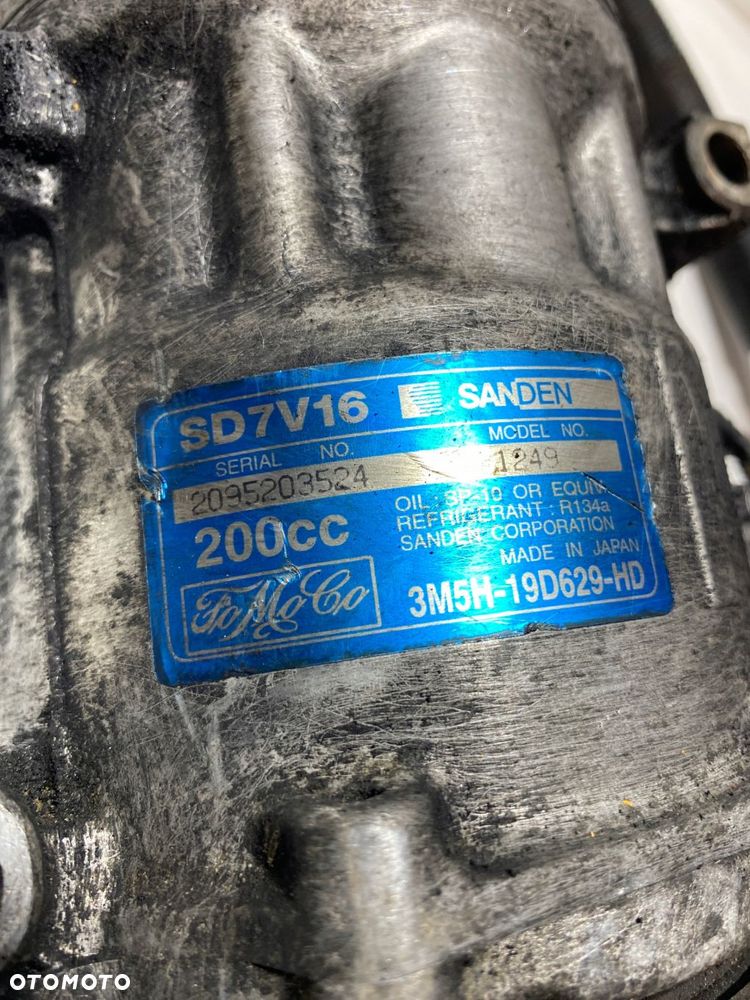 SD7V16 SANDEN
SERIAL NO. MODEL NO.
2095203524 1249
200cc
OIL : SP-10 OR EQUIV.
REFRIGERANT : R134a
SANDEN CORPORATION
MADE IN JAPAN
FoMoCo 3M5H-19D629-HD
OTOMOTO